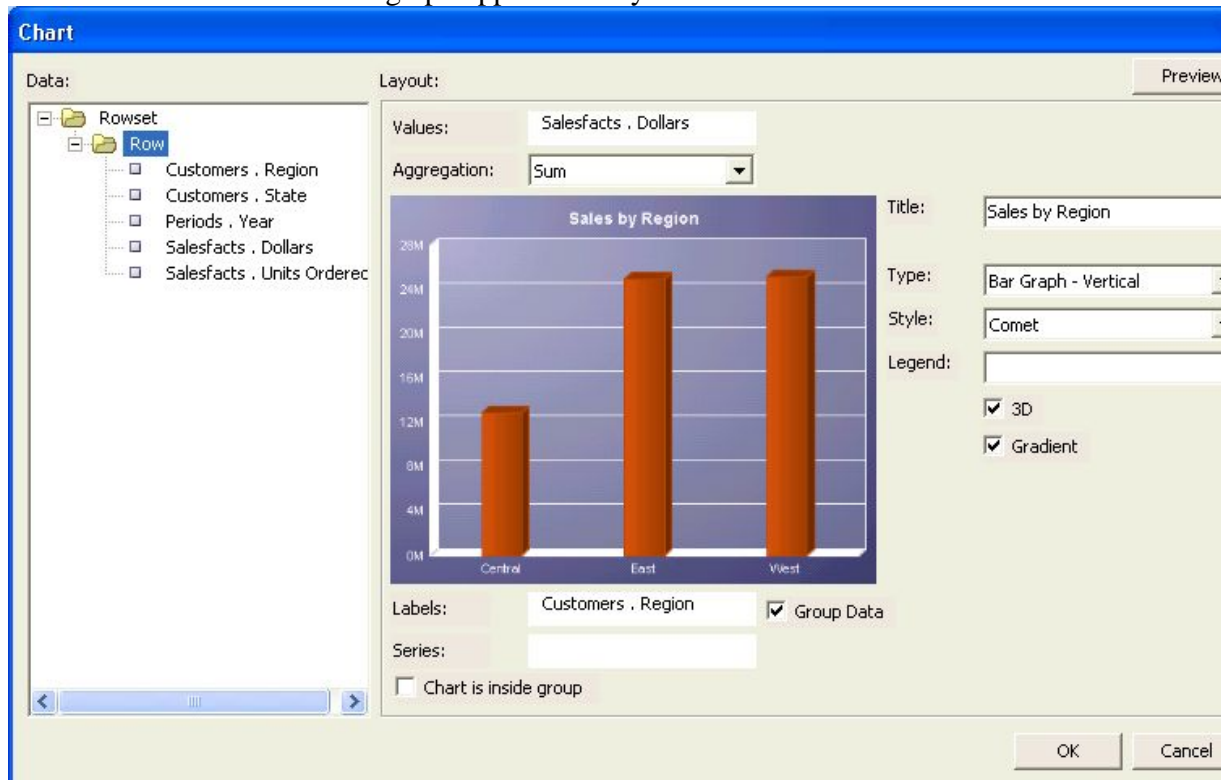 Chart
Data:
Layout:
Preview
Rowset
Row
Customers . Region
Customers . State
Periods . Year
Salesfacts . Dollars
Salesfacts . Units Orderec
Values:
Salesfacts . Dollars
Aggregation:
Sum
Sales by Region
28M
24M
20M
16M
12M
8M
4M
0M
Central
East
West
Title:
Sales by Region
Type:
Bar Graph - Vertical
Style:
Comet
Legend:
3D
Gradient
Labels:
Customers . Region
Group Data
Series:
Chart is inside group
OK
Cancel